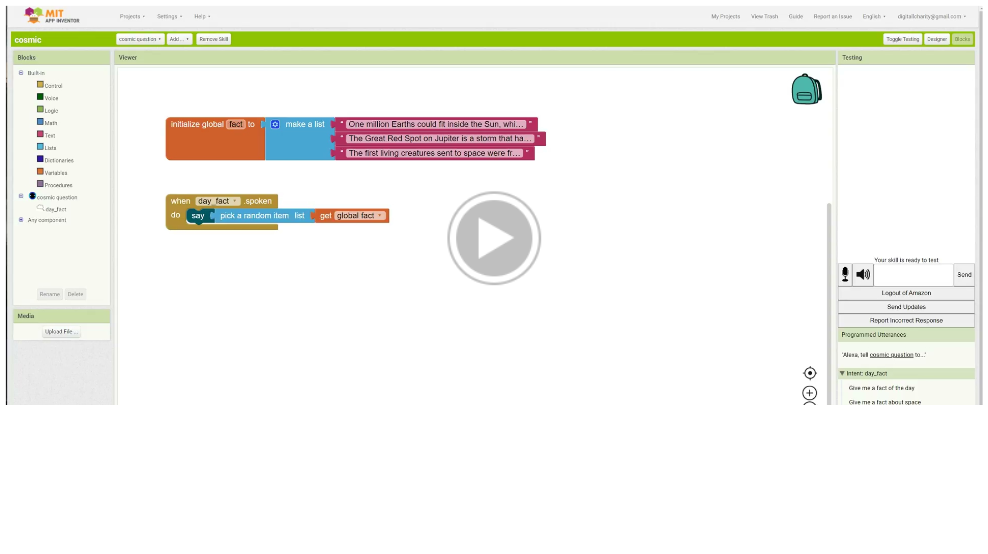 MIT
APP INVENTOR
Projects Settings Help
My Projects View Trash Guide Report an Issue English digitallcharity@gmail.com
cosmic
cosmic question Add... Remove Skill
Toggle Testing Designer Blocks
Blocks
Viewer
Testing
Built-in
Control
Voice
Logic
Math
Text
Lists
Dictionaries
Variables
Procedures
cosmic question
day_fact
Any component
Rename Delete
Media
Upload File ...
initialize global fact to make a list
" One million Earths could fit inside the Sun, whi... "
" The Great Red Spot on Jupiter is a storm that ha... "
" The first living creatures sent to space were fr... "
when day_fact .spoken
do say pick a random item list get global fact
Your skill is ready to test
Send
Logout of Amazon
Send Updates
Report Incorrect Response
Programmed Utterances
'Alexa, tell cosmic question to...'
Intent: day_fact
Give me a fact of the day
Give me a fact about space